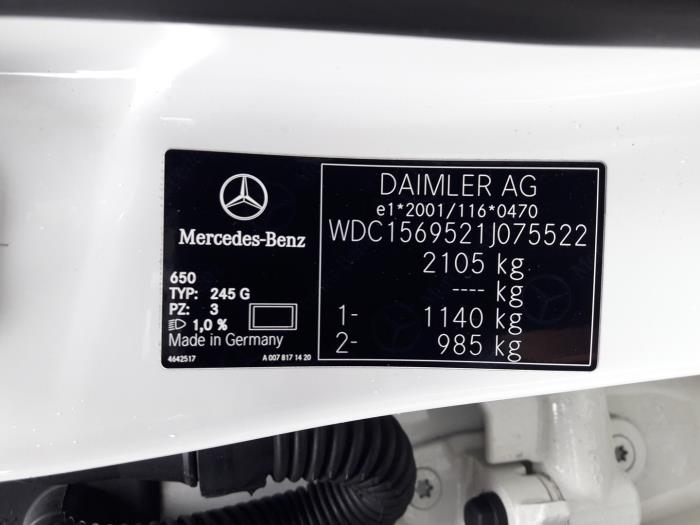 Mercedes-Benz
650
TYP: 245 G
PZ: 3
1,0 %
Made in Germany
4642517 A 007 817 14 20
DAIMLER AG
e1*2001/116*0470
WDC1569521J075522
2105 kg
---- kg
1- 1140 kg
2- 985 kg